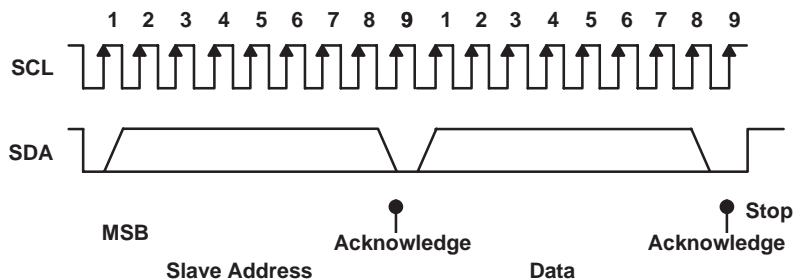 1 2 3 4 5 6 7 8 9 1 2 3 4 5 6 7 8 9
SCL
SDA
Stop
MSB
Acknowledge Acknowledge
Slave Address Data